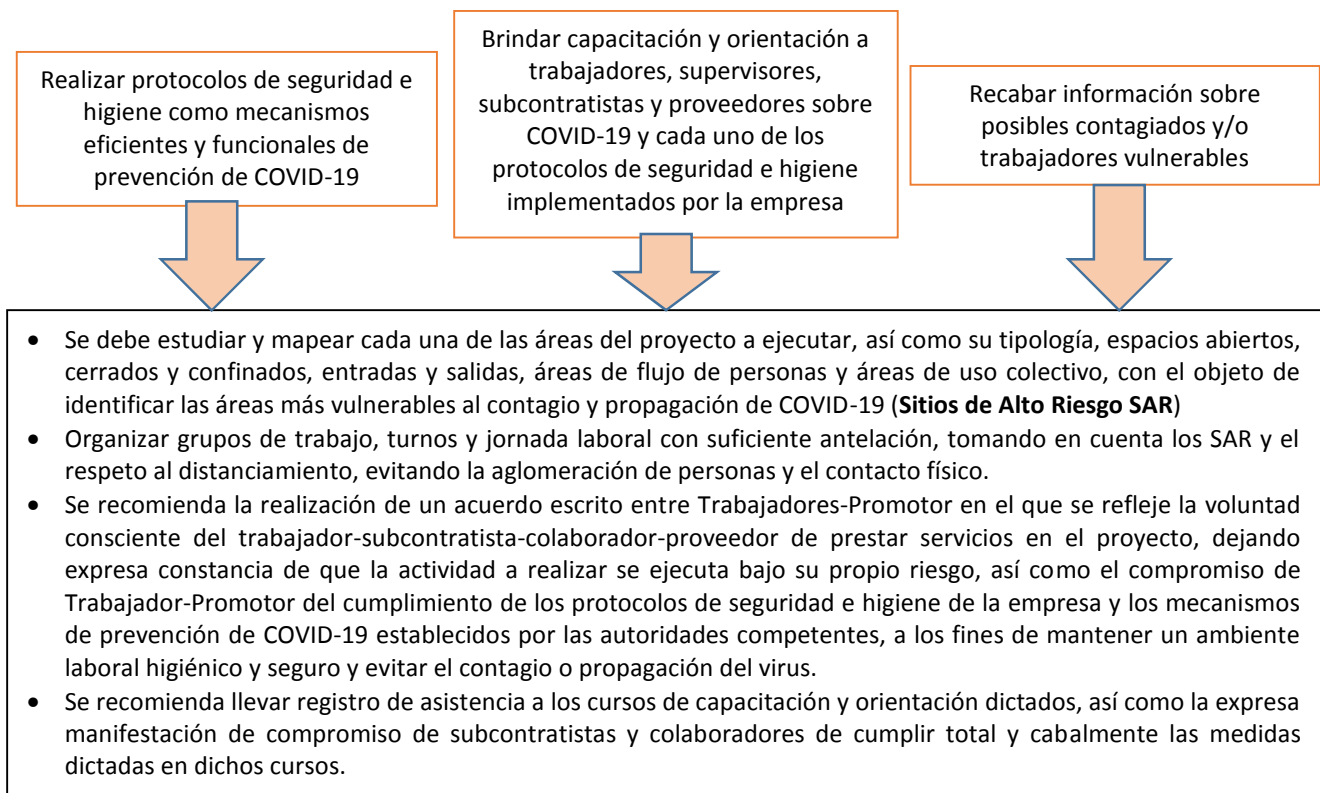 Realizar protocolos de seguridad e
higiene como mecanismos
eficientes y funcionales de
prevención de COVID-19
Brindar capacitación y orientación a
trabajadores, supervisores,
subcontratistas y proveedores sobre
COVID-19 y cada uno de los
protocolos de seguridad e higiene
implementados por la empresa
Recabar información sobre
posibles contagiados y/o
trabajadores vulnerables
• Se debe estudiar y mapear cada una de las áreas del proyecto a ejecutar, así como su tipología, espacios abiertos,
cerrados y confinados, entradas y salidas, áreas de flujo de personas y áreas de uso colectivo, con el objeto de
identificar las áreas más vulnerables al contagio y propagación de COVID-19 (Sitios de Alto Riesgo SAR)
• Organizar grupos de trabajo, turnos y jornada laboral con suficiente antelación, tomando en cuenta los SAR y el
respeto al distanciamiento, evitando la aglomeración de personas y el contacto físico.
• Se recomienda la realización de un acuerdo escrito entre Trabajadores-Promotor en el que se refleje la voluntad
consciente del trabajador-subcontratista-colaborador-proveedor de prestar servicios en el proyecto, dejando
expresa constancia de que la actividad a realizar se ejecuta bajo su propio riesgo, así como el compromiso de
Trabajador-Promotor del cumplimiento de los protocolos de seguridad e higiene de la empresa y los mecanismos
de prevención de COVID-19 establecidos por las autoridades competentes, a los fines de mantener un ambiente
laboral higiénico y seguro y evitar el contagio o propagación del virus.
• Se recomienda llevar registro de asistencia a los cursos de capacitación y orientación dictados, así como la expresa
manifestación de compromiso de subcontratistas y colaboradores de cumplir total y cabalmente las medidas
dictadas en dichos cursos.